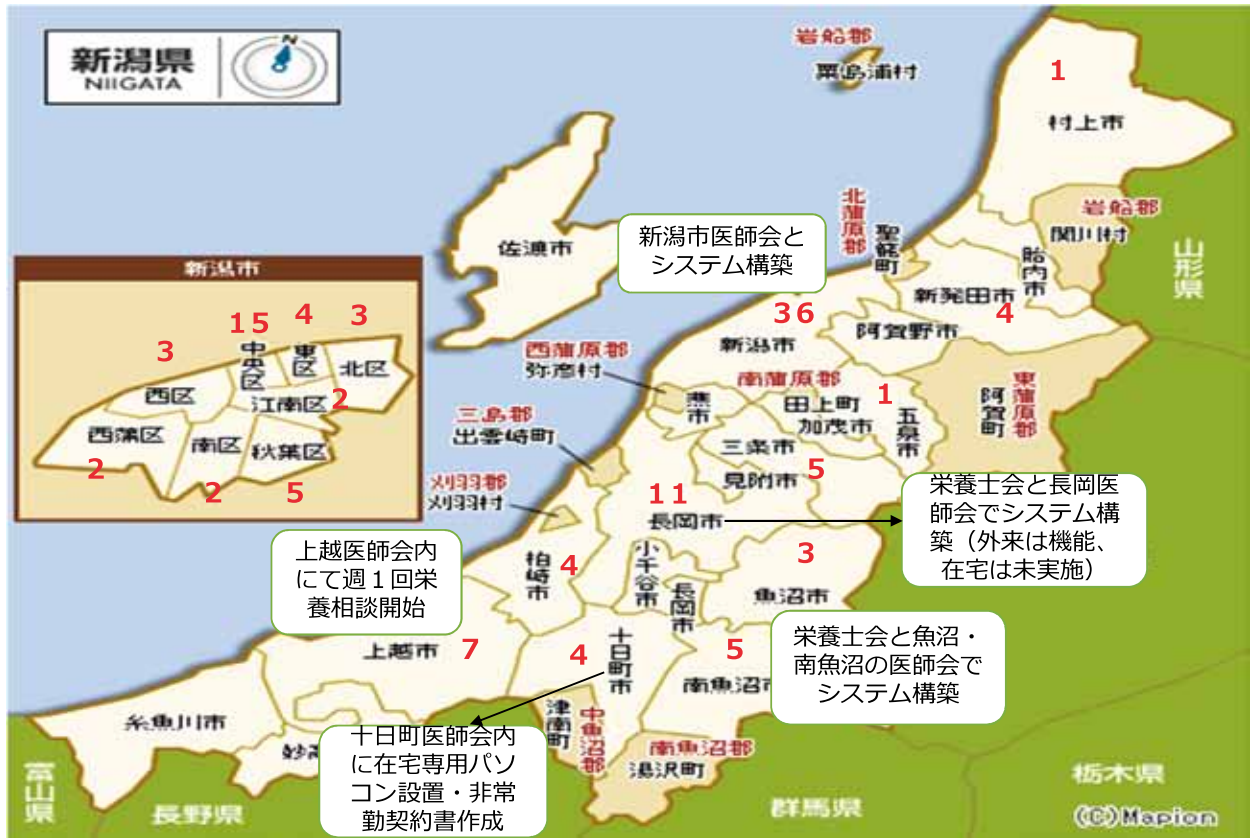 新潟県
NIIGATA
N
岩船郡
粟島浦村
1
村上市
岩船郡
関川村
山形県
北蒲原郡
聖籠町
胎内市
新発田市
4
佐渡市
新潟市医師会と
システム構築
36
新潟市
阿賀野市
新潟市
15
4
3
3
中央区
東区
北区
西区
江南区
2
西蒲区
南区
秋葉区
2
2
5
西蒲原郡
弥彦村
南蒲原郡
燕市
田上町
加茂市
1
五泉市
東蒲原郡
阿賀町
三島郡
出雲崎町
三条市
見附市
5
刈羽郡
刈羽村
11
長岡市
栄養士会と長岡医
師会でシステム構
築（外来は機能、
在宅は未実施）
上越医師会内
にて週１回栄
養相談開始
柏崎市
4
小千谷市
長岡市
3
魚沼市
上越市
7
4
十日町市
5
南魚沼市
栄養士会と魚沼・
南魚沼の医師会で
システム構築
糸魚川市
妙高
津南町
中魚沼郡
南魚沼郡
湯沢町
十日町医師会内
に在宅専用パソ
コン設置・非常
勤契約書作成
富山県
長野県
群馬県
栃木県
(C)Mapion